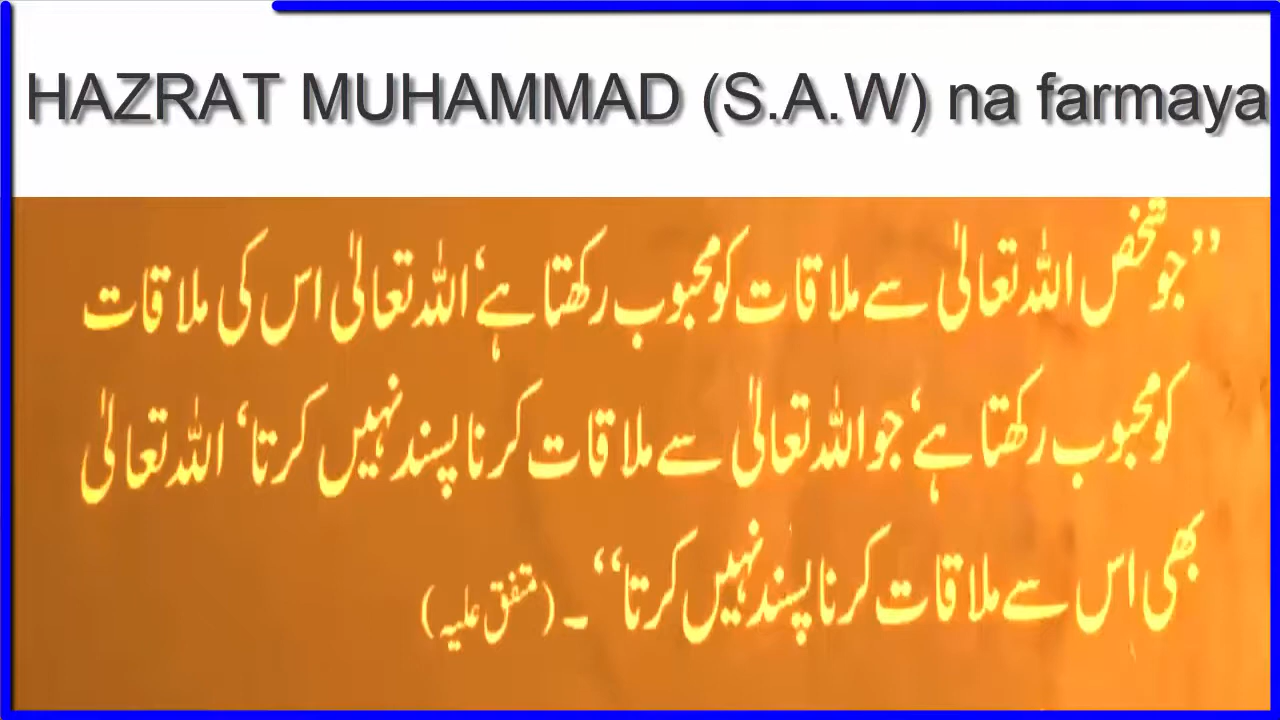 HAZRAT MUHAMMAD (S.A.W) na farmaya
’’جو شخص اللہ تعالیٰ سے ملاقات کو محبوب رکھتا ہے‘ اللہ تعالیٰ اس کی ملاقات
کو محبوب رکھتا ہے‘ جو اللہ تعالیٰ سے ملاقات کرنا پسند نہیں کرتا‘ اللہ تعالیٰ
بھی اس سے ملاقات کرنا پسند نہیں کرتا‘‘۔ (متفق علیہ)